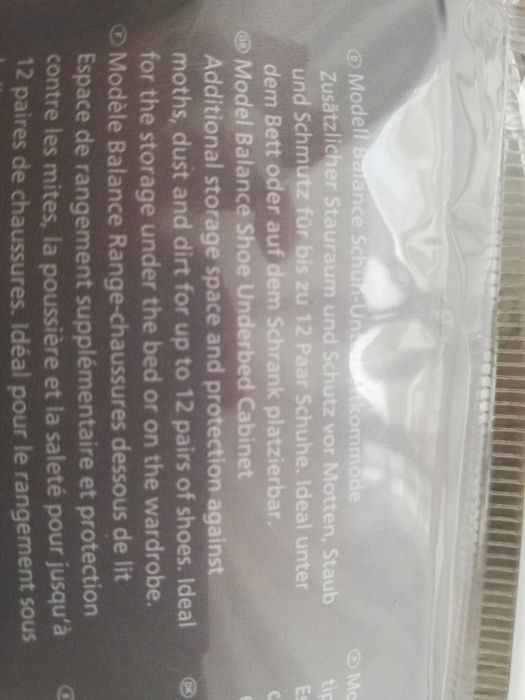 Ⓓ Modell Balance Schuh-Unterbettkommode
Zusätzlicher Stauraum und Schutz vor Motten, Staub
und Schmutz für bis zu 12 Paar Schuhe. Ideal unter
dem Bett oder auf dem Schrank platzierbar.
GB Model Balance Shoe Underbed Cabinet
Additional storage space and protection against
moths, dust and dirt for up to 12 pairs of shoes. Ideal
for the storage under the bed or on the wardrobe.
Ⓕ Modèle Balance Range-chaussures dessous de lit
Espace de rangement supplémentaire et protection
contre les mites, la poussière et la saleté pour jusqu'à
12 paires de chaussures. Idéal pour le rangement sous
Ⓟ Mo
tip
DK